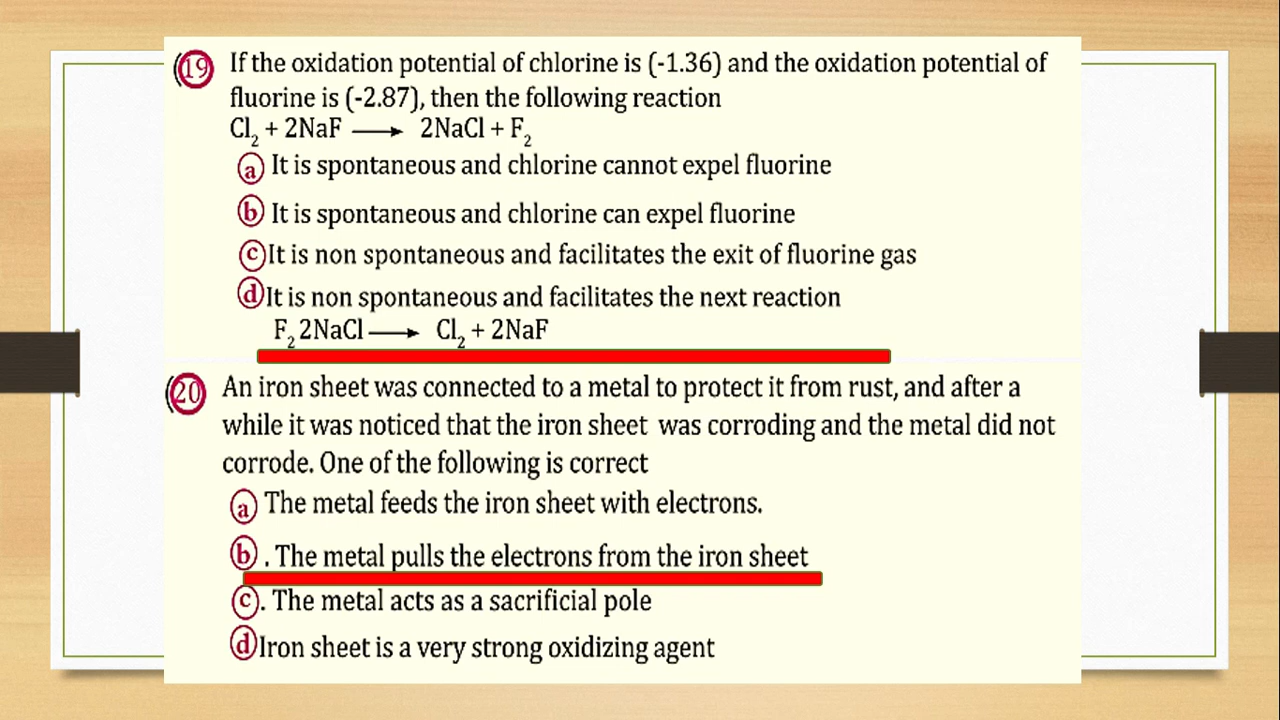 (19 If the oxidation potential of chlorine is (-1.36) and the oxidation potential of
fluorine is (-2.87), then the following reaction
Cl₂ + 2NaF ⟶ 2NaCl + F₂
a It is spontaneous and chlorine cannot expel fluorine
b It is spontaneous and chlorine can expel fluorine
c It is non spontaneous and facilitates the exit of fluorine gas
d It is non spontaneous and facilitates the next reaction
F₂ 2NaCl ⟶ Cl₂ + 2NaF
(20 An iron sheet was connected to a metal to protect it from rust, and after a
while it was noticed that the iron sheet was corroding and the metal did not
corrode. One of the following is correct
a The metal feeds the iron sheet with electrons.
b . The metal pulls the electrons from the iron sheet
c . The metal acts as a sacrificial pole
d Iron sheet is a very strong oxidizing agent